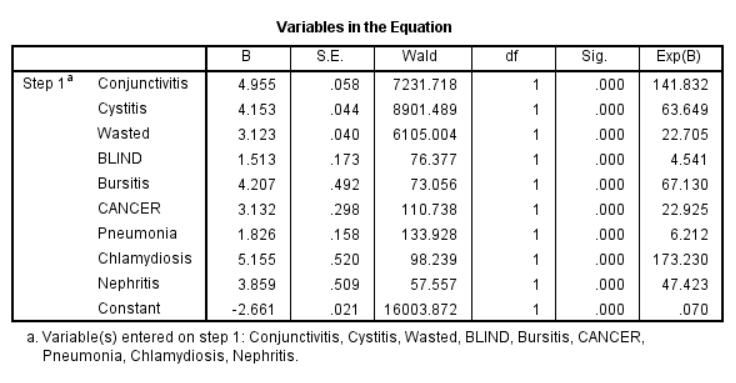 Variables in the Equation
B S.E. Wald df Sig. Exp(B)
Step 1a Conjunctivitis 4.955 .058 7231.718 1 .000 141.832
Cystitis 4.153 .044 8901.489 1 .000 63.649
Wasted 3.123 .040 6105.004 1 .000 22.705
BLIND 1.513 .173 76.377 1 .000 4.541
Bursitis 4.207 .492 73.056 1 .000 67.130
CANCER 3.132 .298 110.738 1 .000 22.925
Pneumonia 1.826 .158 133.928 1 .000 6.212
Chlamydiosis 5.155 .520 98.239 1 .000 173.230
Nephritis 3.859 .509 57.557 1 .000 47.423
Constant -2.661 .021 16003.872 1 .000 .070
a. Variable(s) entered on step 1: Conjunctivitis, Cystitis, Wasted, BLIND, Bursitis, CANCER,
Pneumonia, Chlamydiosis, Nephritis.